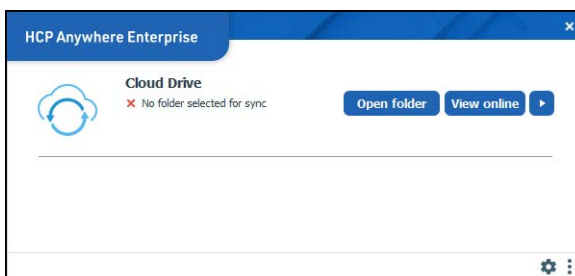 HCP Anywhere Enterprise
Cloud Drive
No folder selected for sync
Open folder
View online